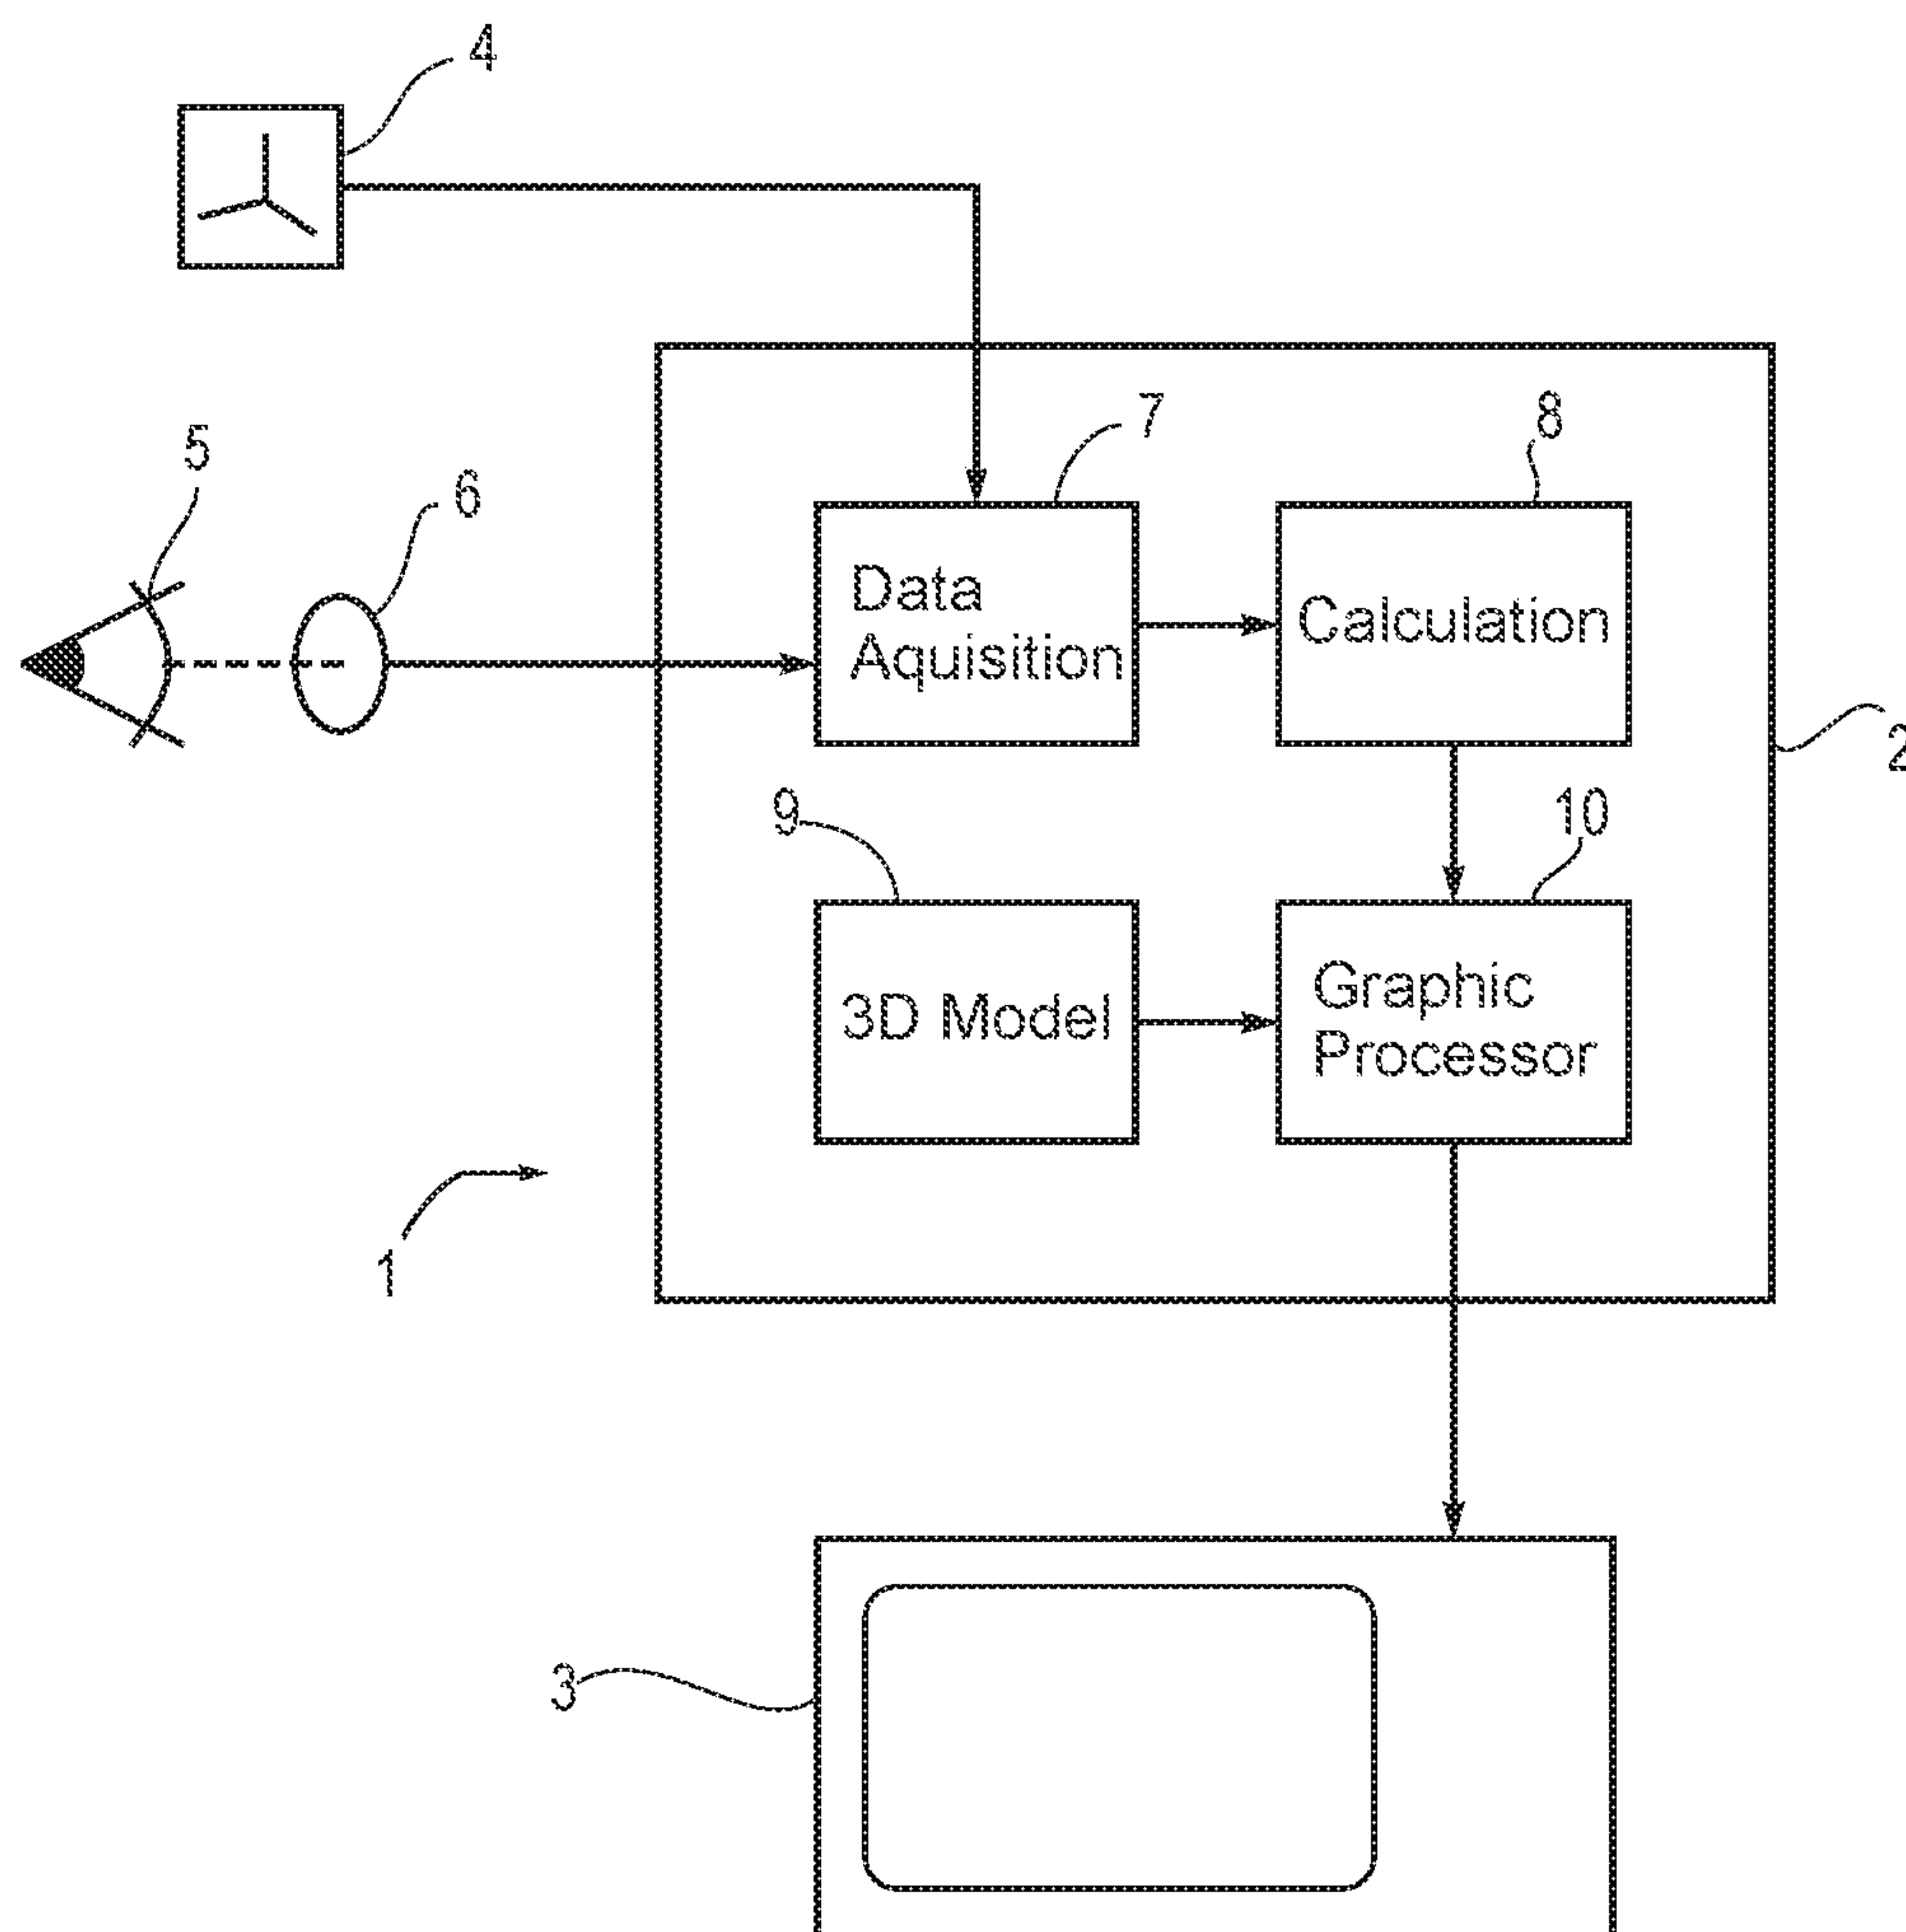 4
5
6
7
8
Data
Aquisition
Calculation
2
9
10
3D Model
Graphic
Processor
1
3